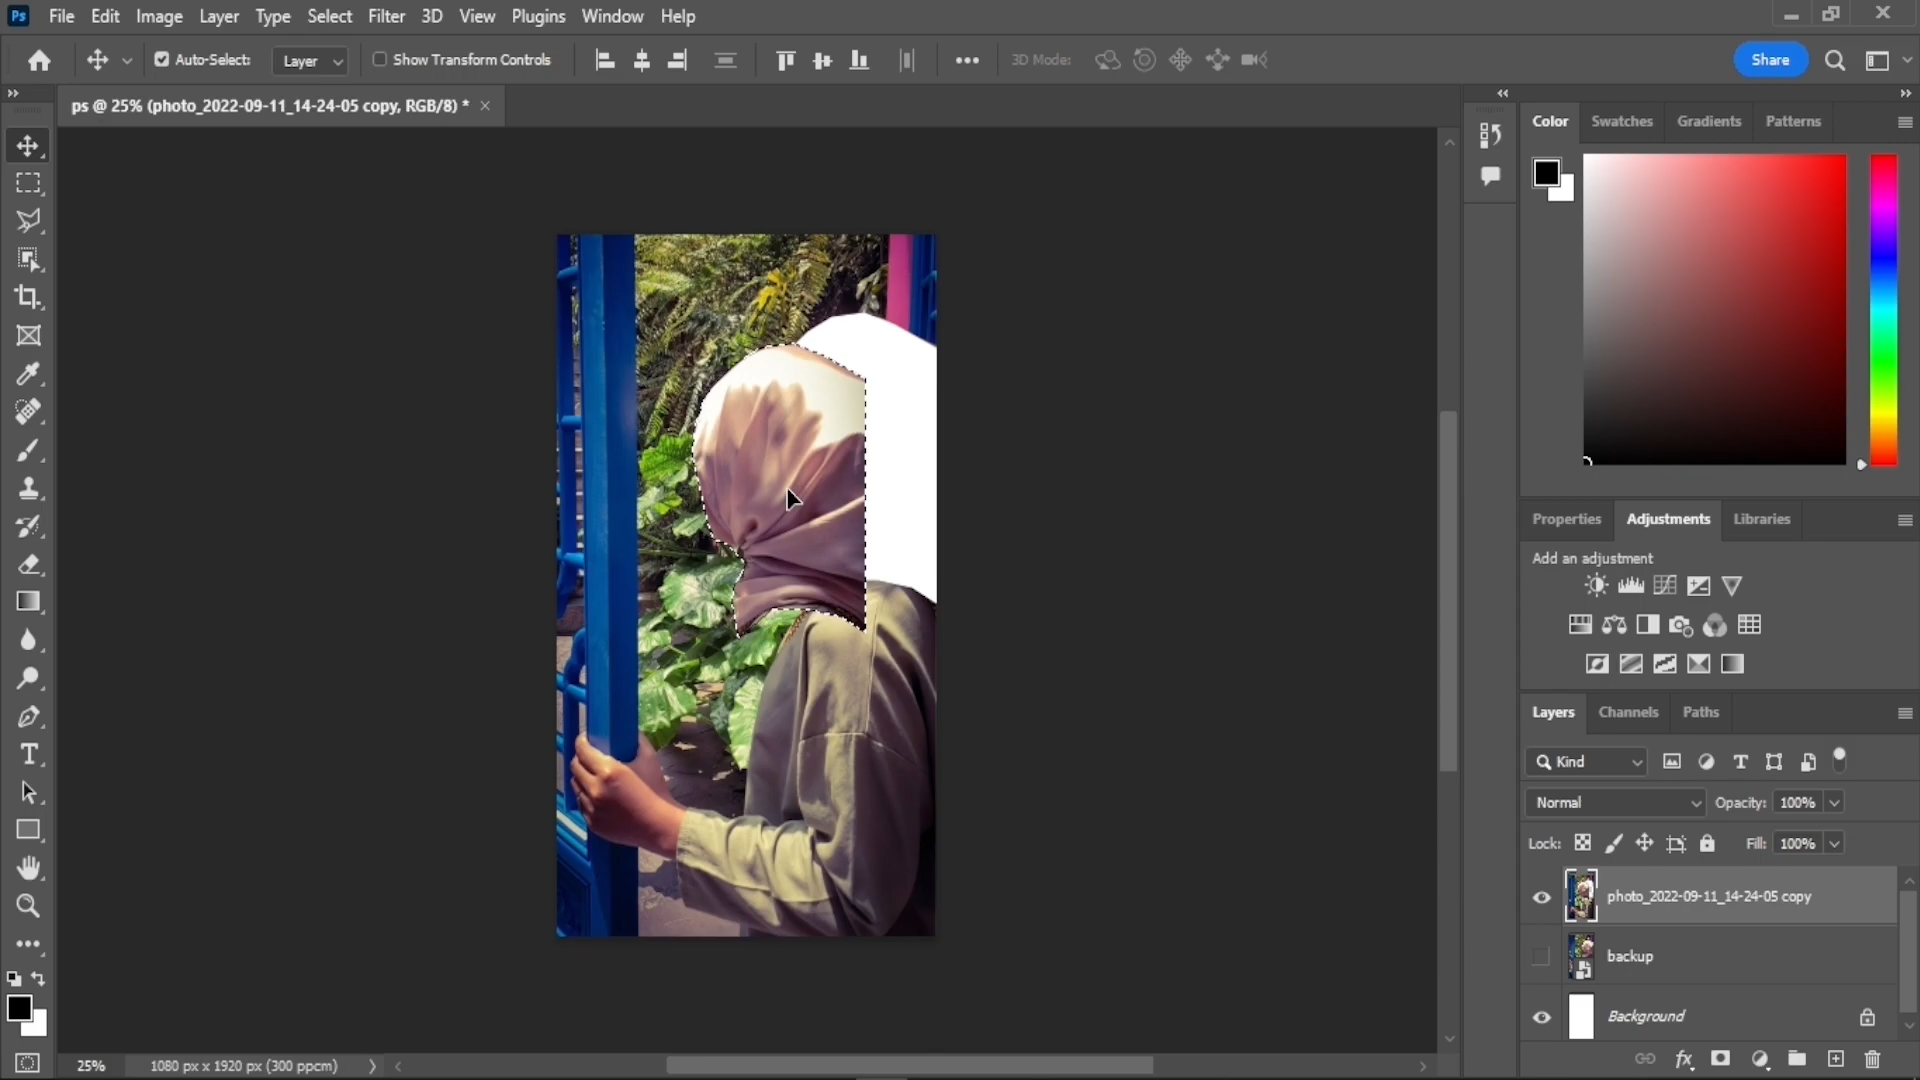 Ps File Edit Image Layer Type Select Filter 3D View Plugins Window Help
Auto-Select: Layer Show Transform Controls 3D Mode: Share
ps @ 25% (photo_2022-09-11_14-24-05 copy, RGB/8) *
Color Swatches Gradients Patterns
Properties Adjustments Libraries
Add an adjustment
Layers Channels Paths
Kind
Normal Opacity: 100%
Lock: Fill: 100%
photo_2022-09-11_14-24-05 copy
backup
Background
25% 1080 px x 1920 px (300 ppcm)